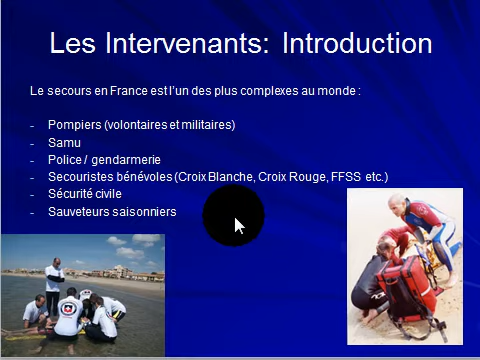 Les Intervenants: Introduction
Le secours en France est l'un des plus complexes au monde :
- Pompiers (volontaires et militaires)
- Samu
- Police / gendarmerie
- Secouristes bénévoles (Croix Blanche, Croix Rouge, FFSS etc.)
- Sécurité civile
- Sauveteurs saisonniers